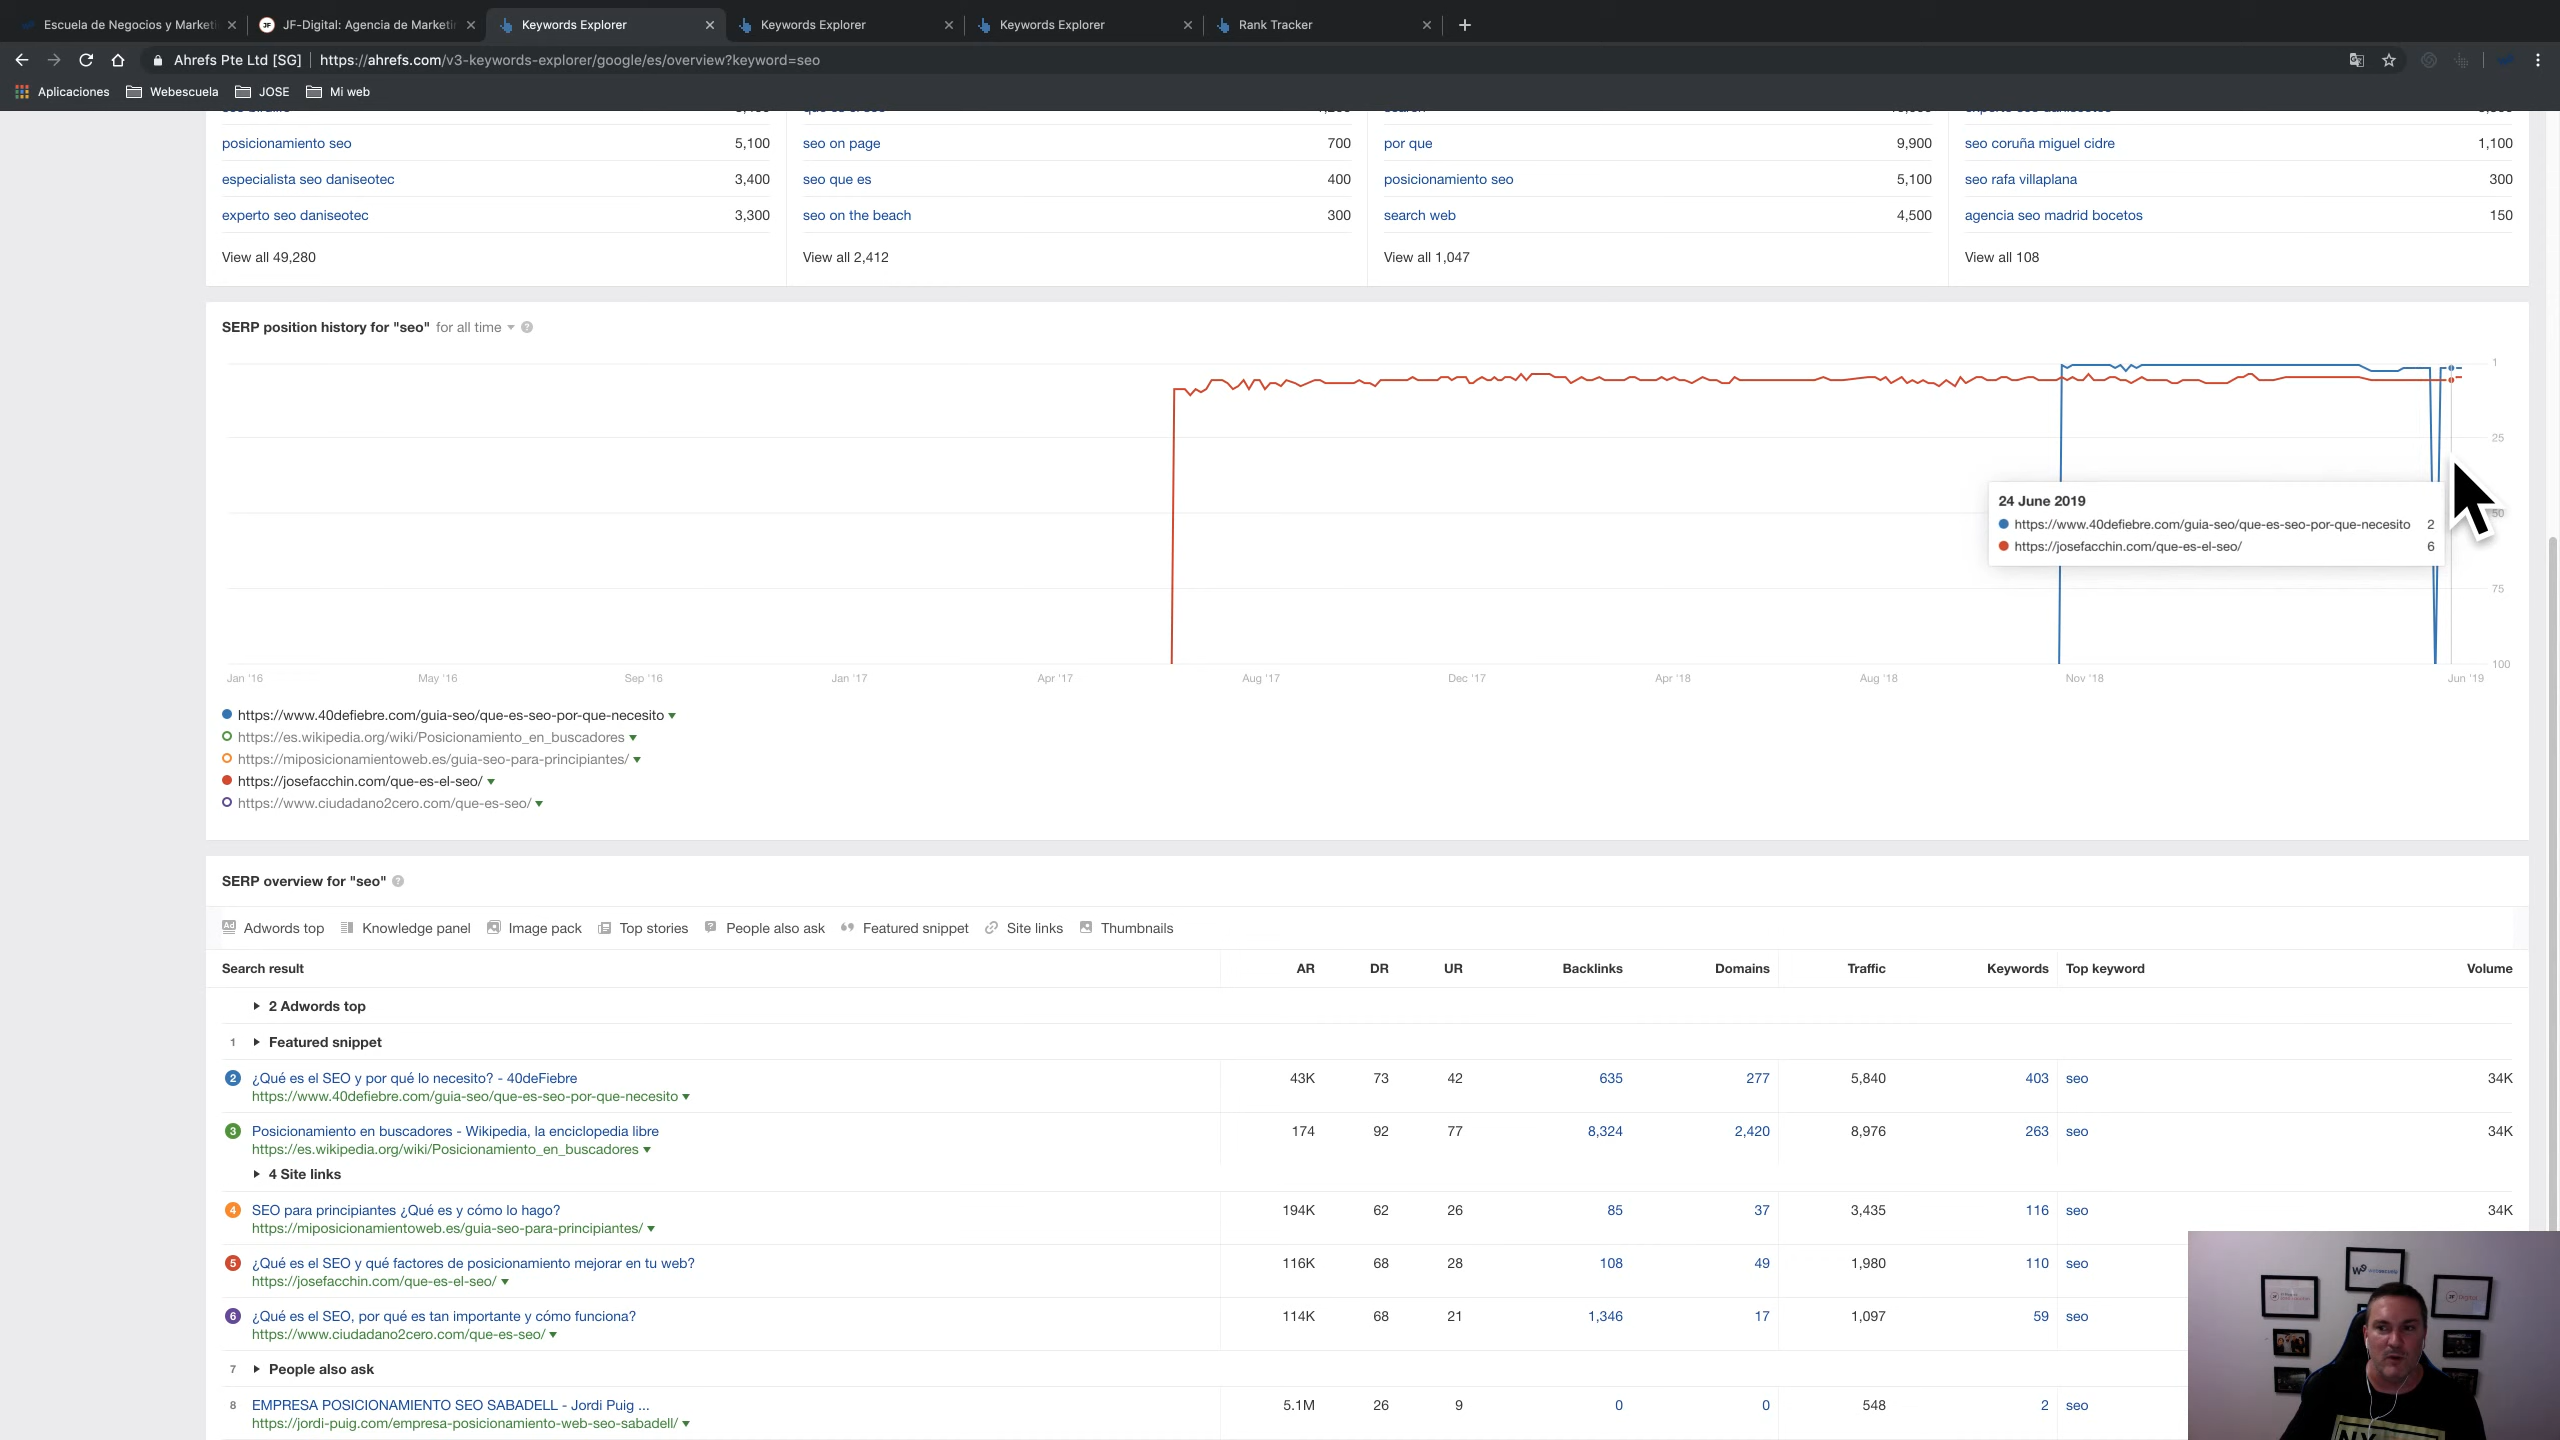 Escuela de Negocios y Marketi
JF-Digital: Agencia de Marketin
Keywords Explorer
Keywords Explorer
Keywords Explorer
Rank Tracker
Ahrefs Pte Ltd [SG] | https://ahrefs.com/v3-keywords-explorer/google/es/overview?keyword=seo
Aplicaciones Webescuela JOSE Mi web
posicionamiento seo 5,100 seo on page 700 por que 9,900 seo coruña miguel cidre 1,100
especialista seo daniseotec 3,400 seo que es 400 posicionamiento seo 5,100 seo rafa villaplana 300
experto seo daniseotec 3,300 seo on the beach 300 search web 4,500 agencia seo madrid bocetos 150
View all 49,280 View all 2,412 View all 1,047 View all 108
SERP position history for "seo" for all time
1
25
24 June 2019
50
https://www.40defiebre.com/guia-seo/que-es-seo-por-que-necesito 2
https://josefacchin.com/que-es-el-seo/ 6
75
100
Jan '16 May '16 Sep '16 Jan '17 Apr '17 Aug '17 Dec '17 Apr '18 Aug '18 Nov '18 Jun '19
https://www.40defiebre.com/guia-seo/que-es-seo-por-que-necesito
https://es.wikipedia.org/wiki/Posicionamiento_en_buscadores
https://miposicionamientoweb.es/guia-seo-para-principiantes/
https://josefacchin.com/que-es-el-seo/
https://www.ciudadano2cero.com/que-es-seo/
SERP overview for "seo"
Adwords top Knowledge panel Image pack Top stories People also ask Featured snippet Site links Thumbnails
Search result AR DR UR Backlinks Domains Traffic Keywords Top keyword Volume
2 Adwords top
1 Featured snippet
2 ¿Qué es el SEO y por qué lo necesito? - 40deFiebre 43K 73 42 635 277 5,840 403 seo 34K
https://www.40defiebre.com/guia-seo/que-es-seo-por-que-necesito
3 Posicionamiento en buscadores - Wikipedia, la enciclopedia libre 174 92 77 8,324 2,420 8,976 263 seo 34K
https://es.wikipedia.org/wiki/Posicionamiento_en_buscadores
4 Site links
4 SEO para principiantes ¿Qué es y cómo lo hago? 194K 62 26 85 37 3,435 116 seo 34K
https://miposicionamientoweb.es/guia-seo-para-principiantes/
5 ¿Qué es el SEO y qué factores de posicionamiento mejorar en tu web? 116K 68 28 108 49 1,980 110 seo
https://josefacchin.com/que-es-el-seo/
6 ¿Qué es el SEO, por qué es tan importante y cómo funciona? 114K 68 21 1,346 17 1,097 59 seo
https://www.ciudadano2cero.com/que-es-seo/
7 People also ask
8 EMPRESA POSICIONAMIENTO SEO SABADELL - Jordi Puig ... 5.1M 26 9 0 0 548 2 seo
https://jordi-puig.com/empresa-posicionamiento-web-seo-sabadell/